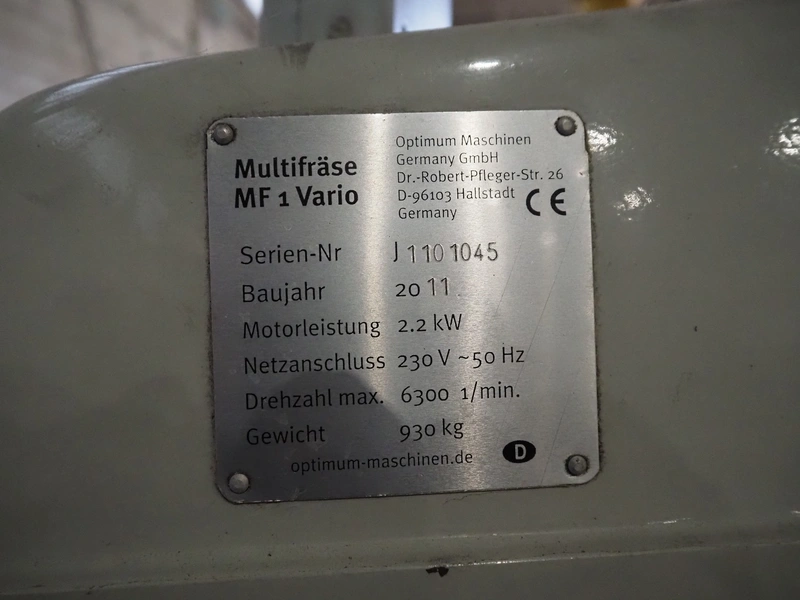 Multifräse
MF 1 Vario
Optimum Maschinen
Germany GmbH
Dr.-Robert-Pfleger-Str. 26
D-96103 Hallstadt
Germany
CE
Serien-Nr J 1101045
Baujahr 2011
Motorleistung 2.2 kW
Netzanschluss 230 V ~50 Hz
Drehzahl max. 6300 1/min.
Gewicht 930 kg
optimum-maschinen.de
D